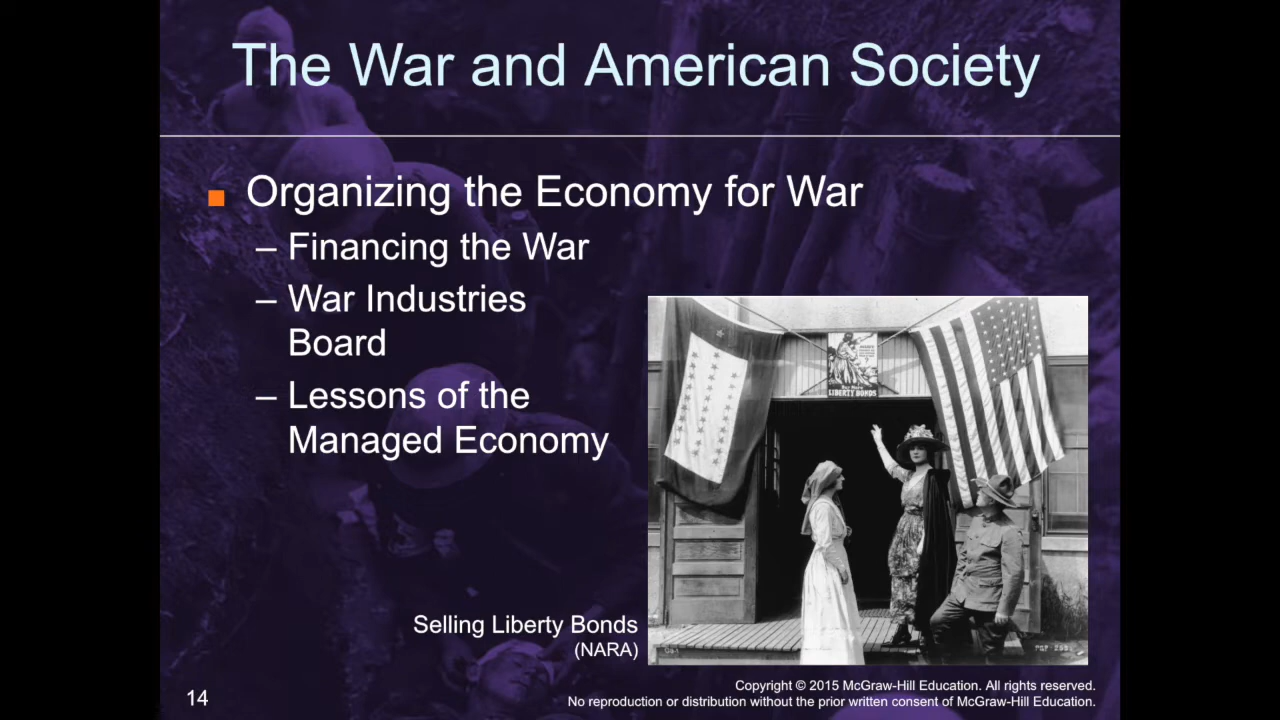 The War and American Society
Organizing the Economy for War
– Financing the War
– War Industries
Board
– Lessons of the
Managed Economy
LIBERTY BONDS
Selling Liberty Bonds
(NARA)
14
Copyright © 2015 McGraw-Hill Education. All rights reserved.
No reproduction or distribution without the prior written consent of McGraw-Hill Education.